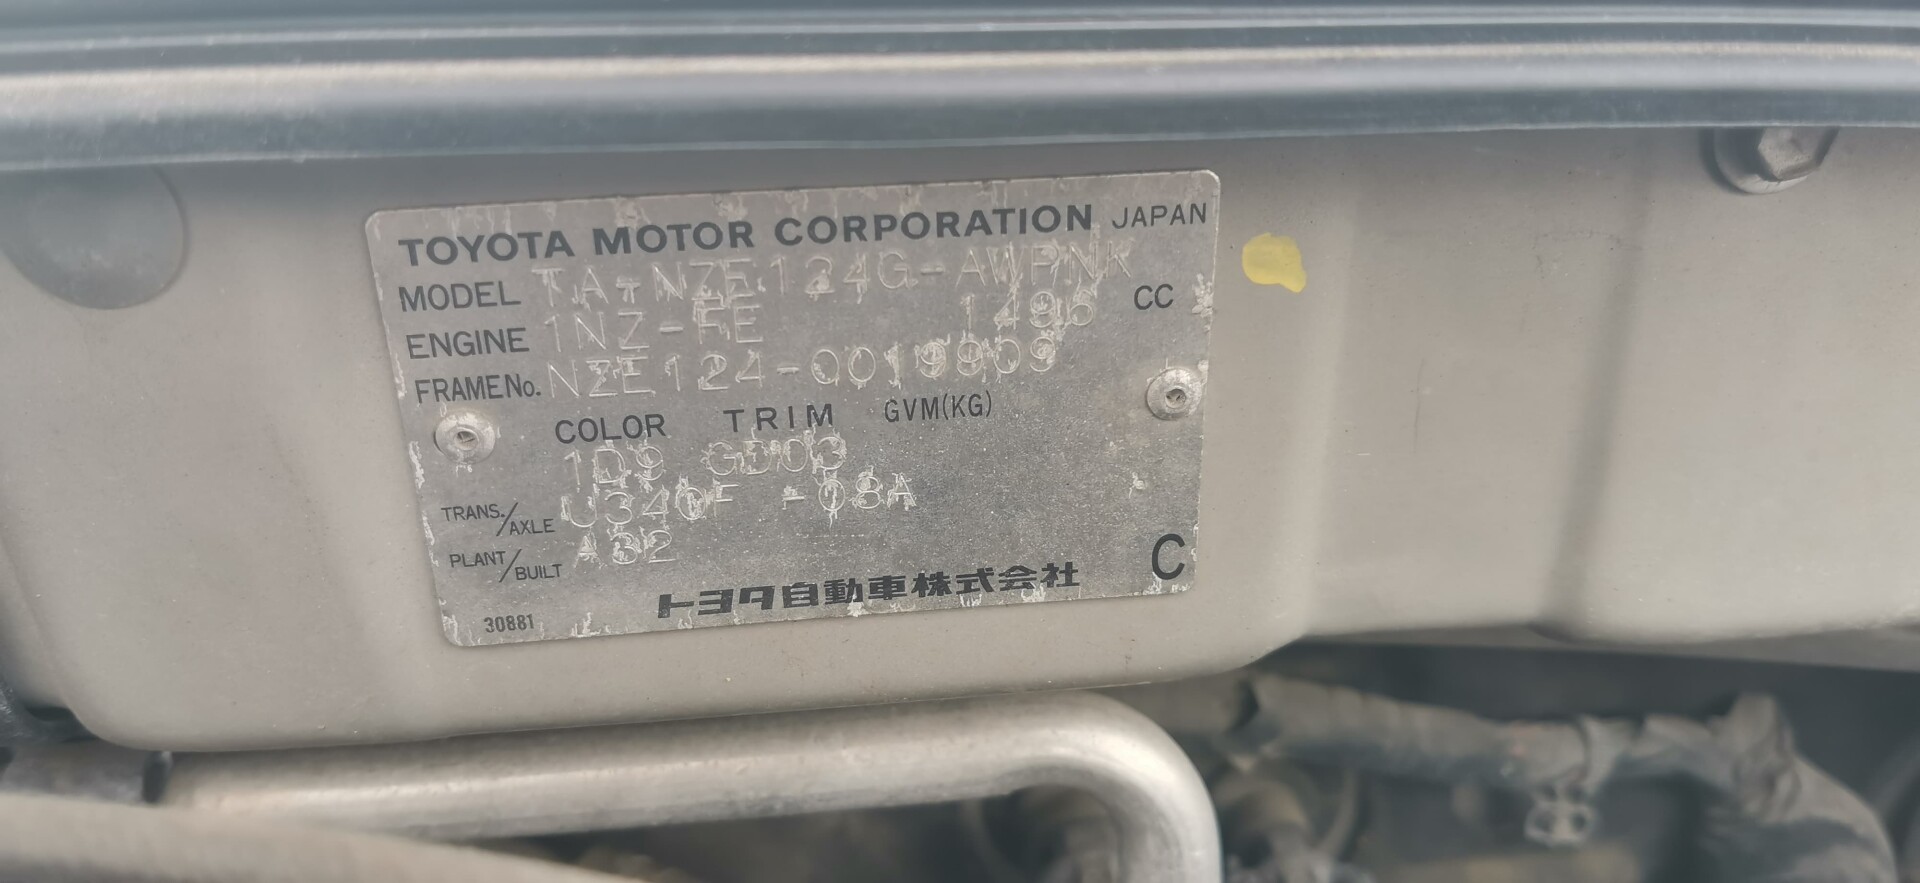 TOYOTA MOTOR CORPORATION JAPAN
MODEL TA-NZE124G-AWPNK
ENGINE 1NZ-FE 1496 CC
FRAME No. NZE124-0019909
COLOR TRIM GVM(KG)
1D9 GD03
TRANS./AXLE U340F -08A
PLANT/BUILT A32
トヨタ自動車株式会社 C
30881